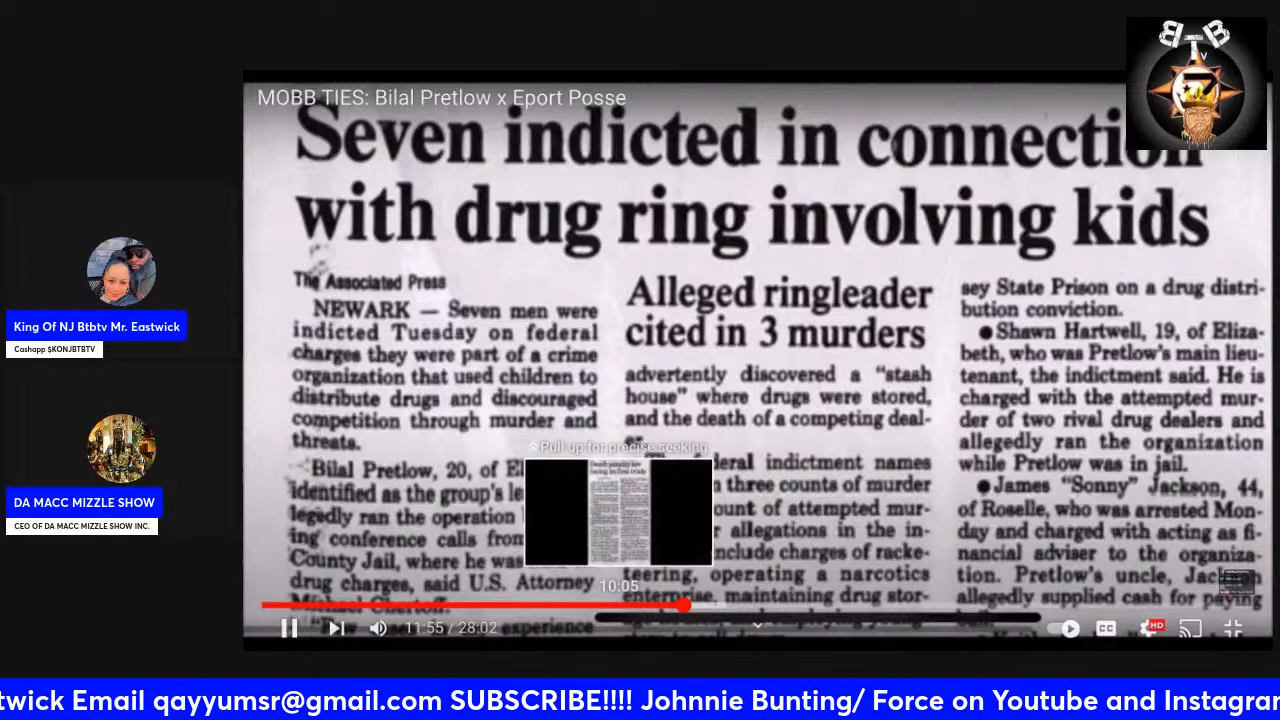 BTB
TV
MOBB TIES: Bilal Pretlow x Eport Posse
Seven indicted in connection
with drug ring involving kids
The Associated Press
NEWARK — Seven men were
indicted Tuesday on federal
charges they were part of a crime
organization that used children to
distribute drugs and discouraged
competition through murder and
threats.
Bilal Pretlow, 20, of
identified as the group's
legedly ran the operation
ing conference calls from
County Jail, where he was
drug charges, said U.S. Attorney
experience
Alleged ringleader
cited in 3 murders
advertently discovered a "stash
house" where drugs were stored,
and the death of a competing deal-
indictment names
three counts of murder
of attempted mur-
allegations in the in-
include charges of racke-
teering, operating a narcotics
enterprise, maintaining drug stor-
sey State Prison on a drug distri-
bution conviction.
●Shawn Hartwell, 19, of Eliza-
beth, who was Pretlow's main lieu-
tenant, the indictment said. He is
charged with the attempted mur-
der of two rival drug dealers and
allegedly ran the organization
while Pretlow was in jail.
●James "Sonny" Jackson, 44,
of Roselle, who was arrested Mon-
day and charged with acting as fi-
nancial adviser to the organiza-
tion. Pretlow's uncle,
allegedly supplied cash for paying
Pull up for precise seeking
10:05
11:55 / 28:02
CC
HD
King Of NJ Btbtv Mr. Eastwick
Cashapp $KONJBTBTV
DA MACC MIZZLE SHOW
CEO OF DA MACC MIZZLE SHOW INC.
twick Email qayyumsr@gmail.com SUBSCRIBE!!!! Johnnie Bunting/ Force on Youtube and Instagram